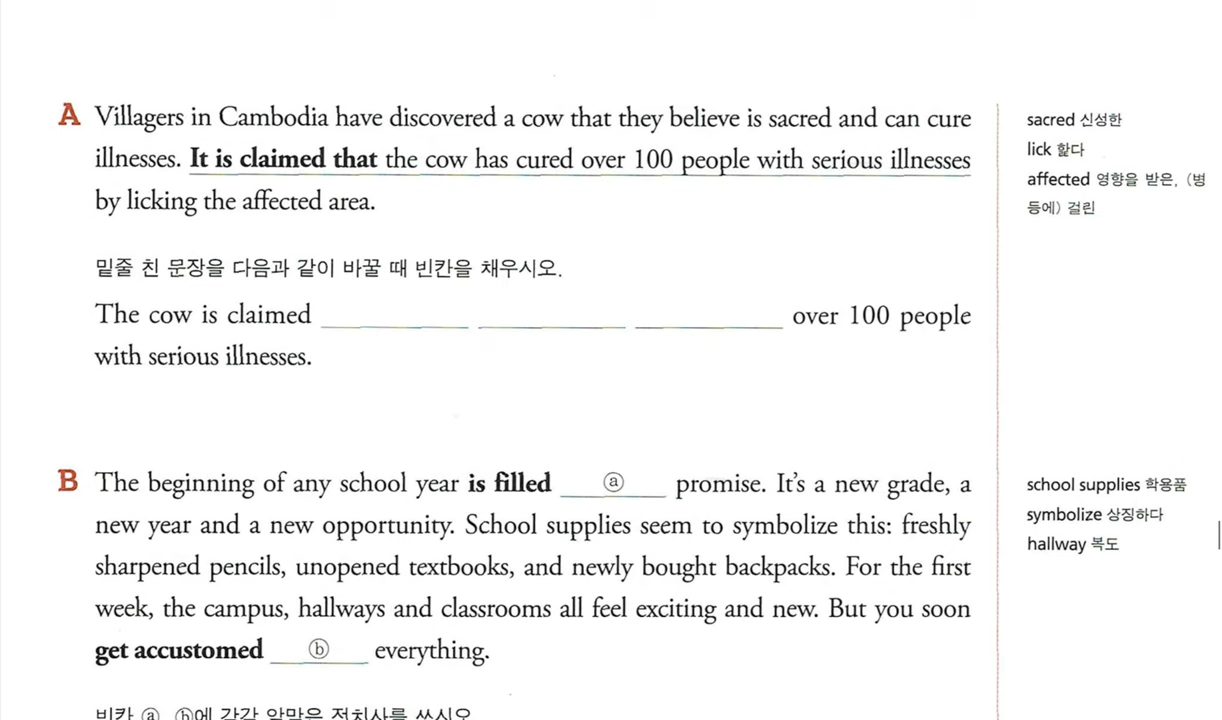 A Villagers in Cambodia have discovered a cow that they believe is sacred and can cure
illnesses. It is claimed that the cow has cured over 100 people with serious illnesses
by licking the affected area.
밑줄 친 문장을 다음과 같이 바꿀 때 빈칸을 채우시오.
The cow is claimed ___ ___ ___ over 100 people
with serious illnesses.
sacred 신성한
lick 핥다
affected 영향을 받은, (병
등에) 걸린
B The beginning of any school year is filled ⓐ promise. It's a new grade, a
new year and a new opportunity. School supplies seem to symbolize this: freshly
sharpened pencils, unopened textbooks, and newly bought backpacks. For the first
week, the campus, hallways and classrooms all feel exciting and new. But you soon
get accustomed ⓑ everything.
school supplies 학용품
symbolize 상징하다
hallway 복도
빈칸 ⓐ, ⓑ에 각각 알맞은 전치사를 쓰시오.